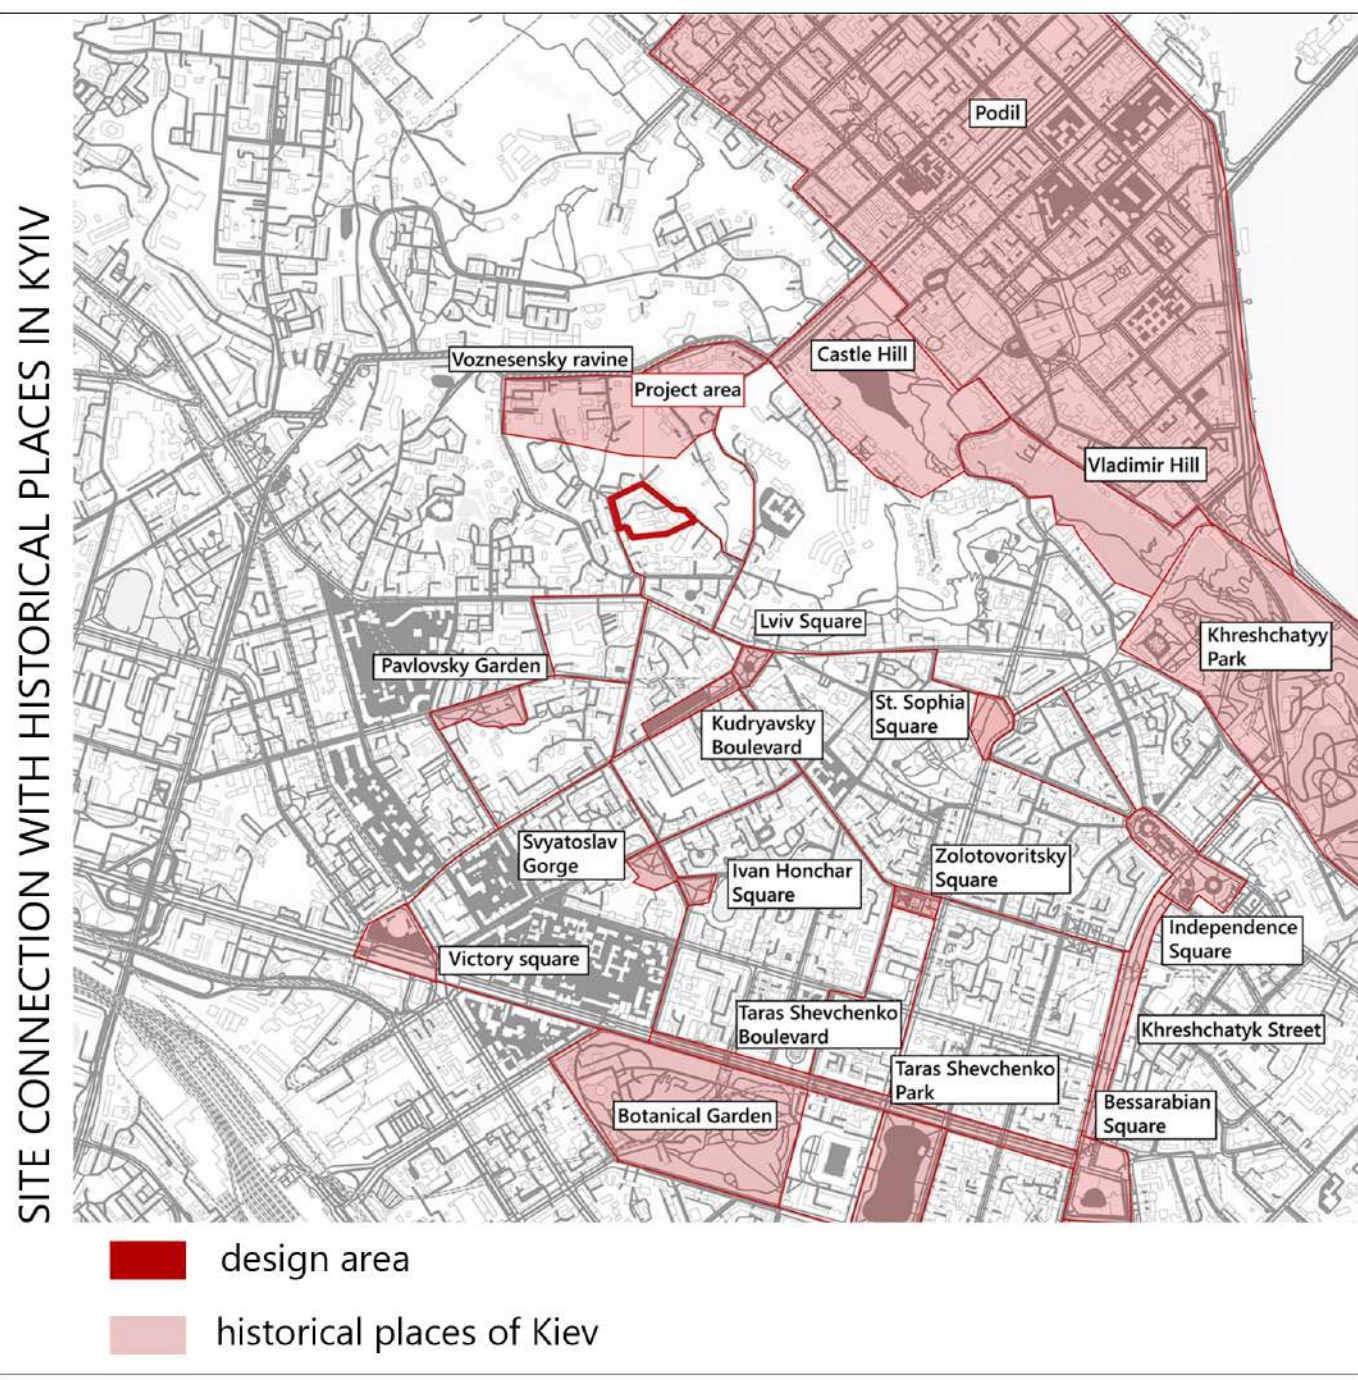 SITE CONNECTION WITH HISTORICAL PLACES IN KYIV
Podil
Castle Hill
Voznesensky ravine
Project area
Vladimir Hill
Khreshchatyy
Park
Lviv Square
Pavlovsky Garden
St. Sophia
Square
Kudryavsky
Boulevard
Svyatoslav
Gorge
Ivan Honchar
Square
Zolotovoritsky
Square
Independence
Square
Victory square
Taras Shevchenko
Boulevard
Khreshchatyk Street
Taras Shevchenko
Park
Botanical Garden
Bessarabian
Square
design area
historical places of Kiev